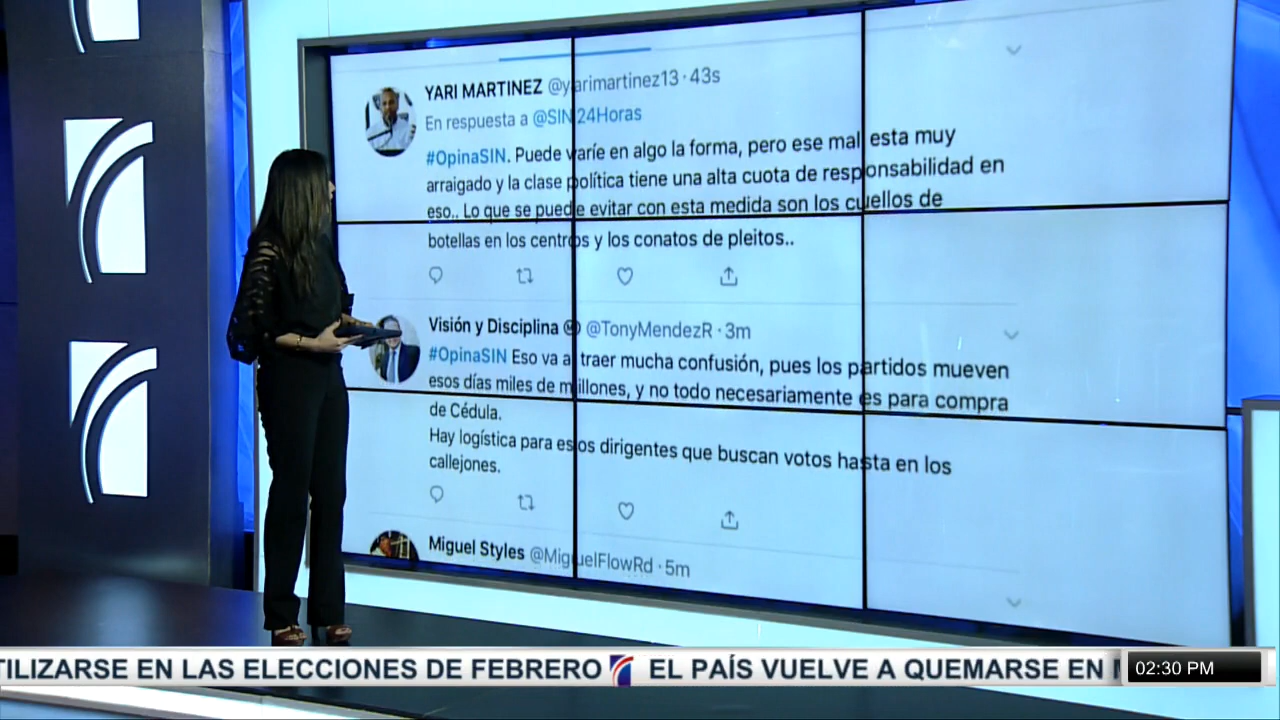 YARI MARTINEZ @yarimartinez13 · 43s
En respuesta a @SIN24Horas
#OpinaSIN. Puede varíe en algo la forma, pero ese mal esta muy
arraigado y la clase política tiene una alta cuota de responsabilidad en
eso.. Lo que se puede evitar con esta medida son los cuellos de
botellas en los centros y los conatos de pleitos..
Visión y Disciplina @TonyMendezR · 3m
#OpinaSIN Eso va a traer mucha confusión, pues los partidos mueven
esos días miles de millones, y no todo necesariamente es para compra
de Cédula.
Hay logística para esos dirigentes que buscan votos hasta en los
callejones.
Miguel Styles @MiguelFlowRd · 5m
TILIZARSE EN LAS ELECCIONES DE FEBRERO EL PAÍS VUELVE A QUEMARSE EN
02:30 PM